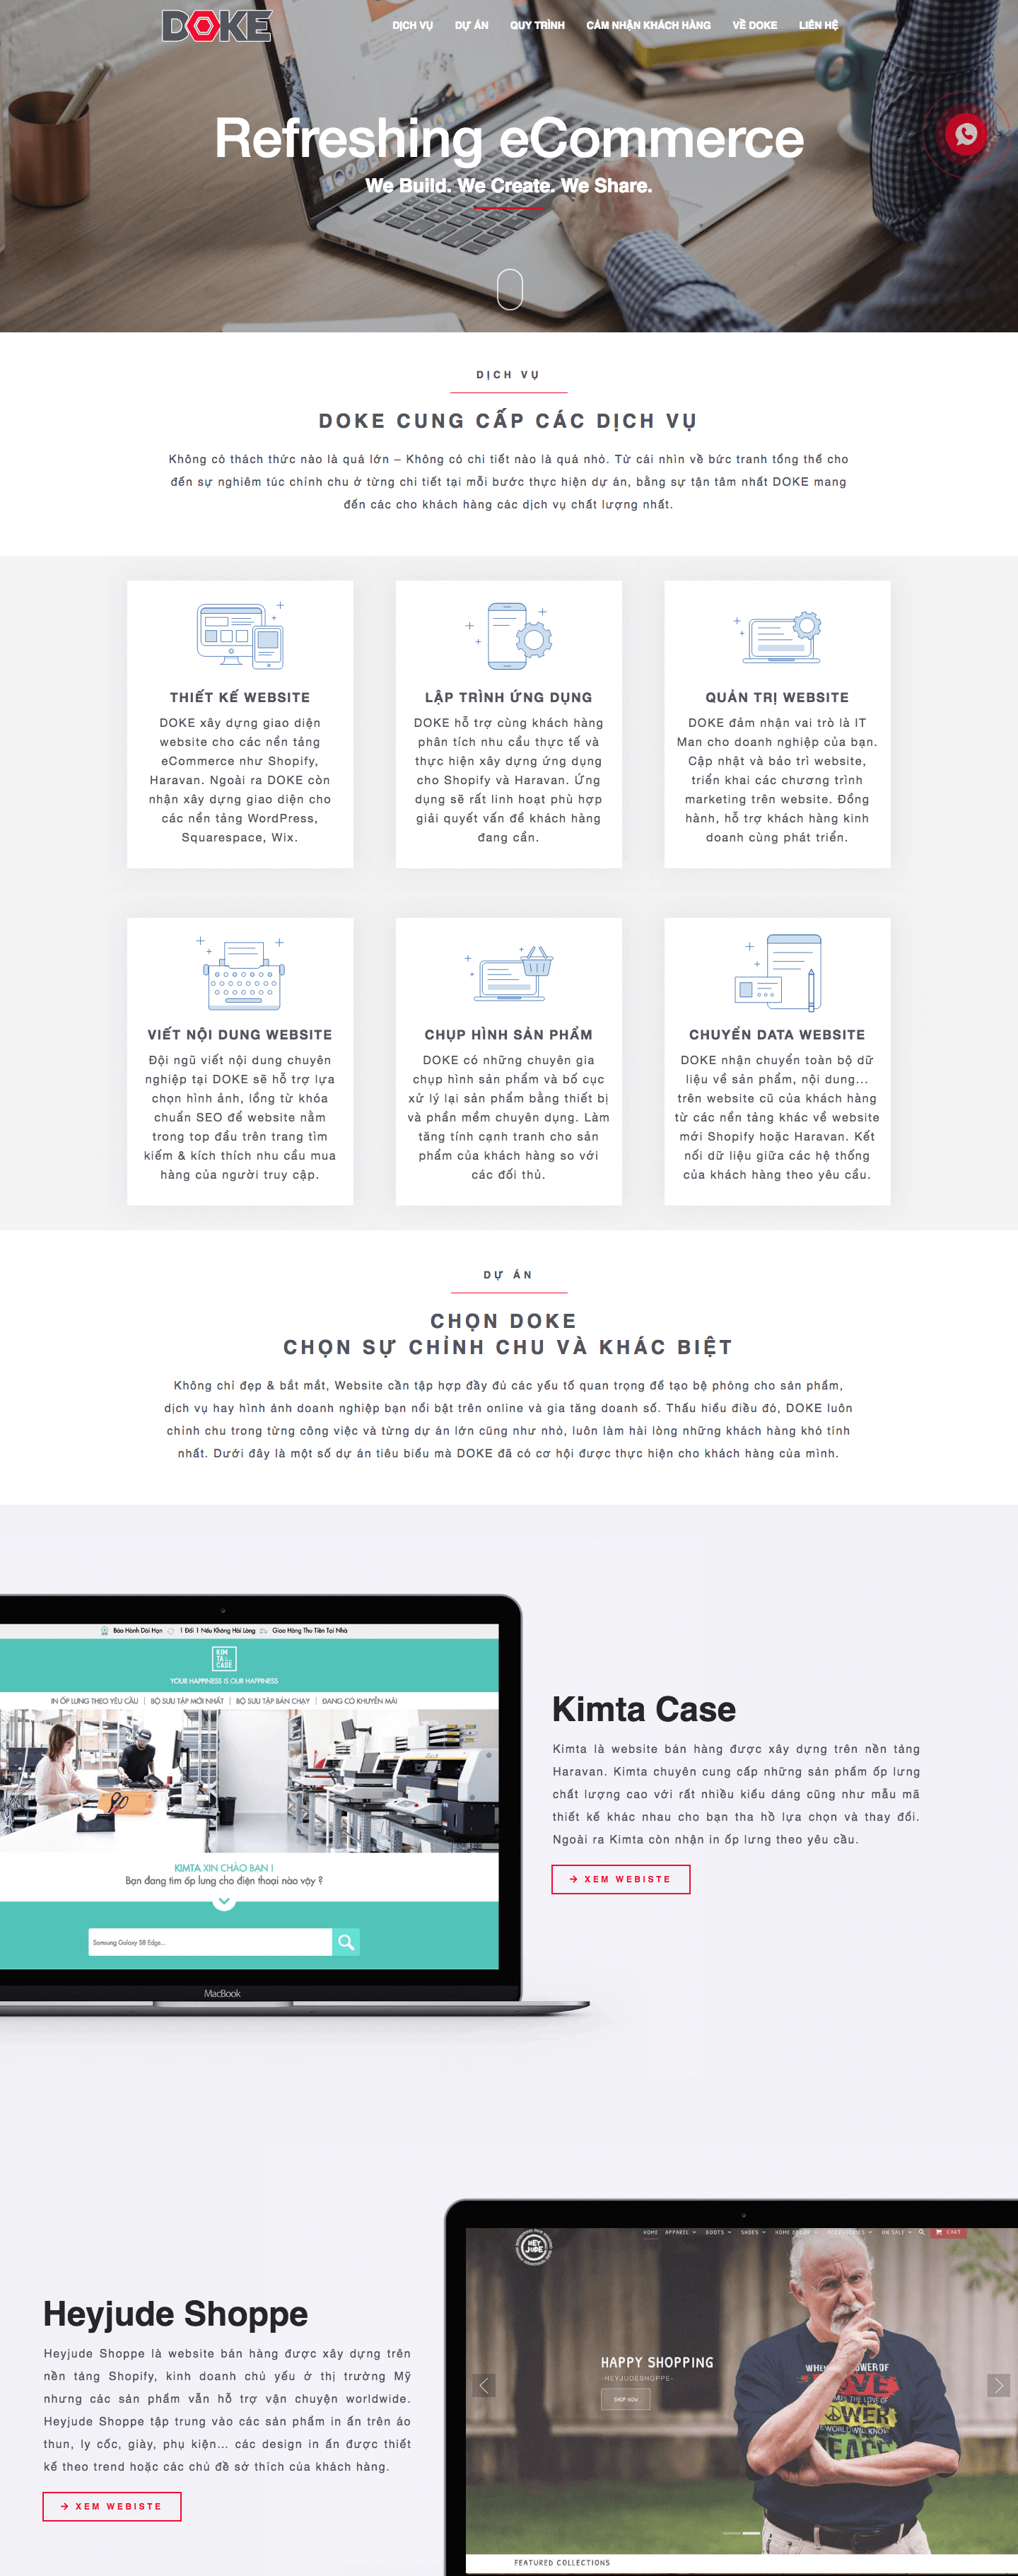 DOKE
DỊCH VỤ DỰ ÁN QUY TRÌNH CẢM NHẬN KHÁCH HÀNG VỀ DOKE LIÊN HỆ
Refreshing eCommerce
We Build. We Create. We Share.
DỊCH VỤ
DOKE CUNG CẤP CÁC DỊCH VỤ
Không có thách thức nào là quá lớn – Không có chi tiết nào là quá nhỏ. Từ cái nhìn về bức tranh tổng thể cho
đến sự nghiêm túc chỉnh chu ở từng chi tiết tại mỗi bước thực hiện dự án, bằng sự tận tâm nhất DOKE mang
đến các cho khách hàng các dịch vụ chất lượng nhất.
THIẾT KẾ WEBSITE
DOKE xây dựng giao diện
website cho các nền tảng
eCommerce như Shopify,
Haravan. Ngoài ra DOKE còn
nhận xây dựng giao diện cho
các nền tảng WordPress,
Squarespace, Wix.
LẬP TRÌNH ỨNG DỤNG
DOKE hỗ trợ cùng khách hàng
phân tích nhu cầu thực tế và
thực hiện xây dựng ứng dụng
cho Shopify và Haravan. Ứng
dụng sẽ rất linh hoạt phù hợp
giải quyết vấn đề khách hàng
đang cần.
QUẢN TRỊ WEBSITE
DOKE đảm nhận vai trò là IT
Man cho doanh nghiệp của bạn.
Cập nhật và bảo trì website,
triển khai các chương trình
marketing trên website. Đồng
hành, hỗ trợ khách hàng kinh
doanh cùng phát triển.
VIẾT NỘI DUNG WEBSITE
Đội ngũ viết nội dung chuyên
nghiệp tại DOKE sẽ hỗ trợ lựa
chọn hình ảnh, lồng từ khóa
chuẩn SEO để website nằm
trong top đầu trên trang tìm
kiếm & kích thích nhu cầu mua
hàng của người truy cập.
CHỤP HÌNH SẢN PHẨM
DOKE có những chuyên gia
chụp hình sản phẩm và bố cục
xử lý lại sản phẩm bằng thiết bị
và phần mềm chuyên dụng. Làm
tăng tính cạnh tranh cho sản
phẩm của khách hàng so với
các đối thủ.
CHUYỂN DATA WEBSITE
DOKE nhận chuyển toàn bộ dữ
liệu về sản phẩm, nội dung...
trên website cũ của khách hàng
từ các nền tảng khác về website
mới Shopify hoặc Haravan. Kết
nối dữ liệu giữa các hệ thống
của khách hàng theo yêu cầu.
DỰ ÁN
CHỌN DOKE
CHỌN SỰ CHỈNH CHU VÀ KHÁC BIỆT
Không chỉ đẹp & bắt mắt, Website cần tập hợp đầy đủ các yếu tố quan trọng để tạo bệ phóng cho sản phẩm,
dịch vụ hay hình ảnh doanh nghiệp bạn nổi bật trên online và gia tăng doanh số. Thấu hiểu điều đó, DOKE luôn
chỉnh chu trong từng công việc và từng dự án lớn cũng như nhỏ, luôn làm hài lòng những khách hàng khó tính
nhất. Dưới đây là một số dự án tiêu biểu mà DOKE đã có cơ hội được thực hiện cho khách hàng của mình.
Bảo Hành Dài Hạn 1 Đổi 1 Nếu Không Hài Lòng Giao Hàng Thu Tiền Tại Nhà
KIM
TA
CASE
YOUR HAPPINESS IS OUR HAPPINESS
IN ỐP LƯNG THEO YÊU CẦU | BỘ SƯU TẬP MỚI NHẤT | BỘ SƯU TẬP BÁN CHẠY | ĐANG CÓ KHUYẾN MÃI
KIMTA XIN CHÀO BẠN !
Bạn đang tìm ốp lưng cho điện thoại nào vậy ?
Samsung Galaxy S8 Edge...
MacBook
Kimta Case
Kimta là website bán hàng được xây dựng trên nền tảng
Haravan. Kimta chuyên cung cấp những sản phẩm ốp lưng
chất lượng cao với rất nhiều kiểu dáng cũng như mẫu mã
thiết kế khác nhau cho bạn tha hồ lựa chọn và thay đổi.
Ngoài ra Kimta còn nhận in ốp lưng theo yêu cầu.
XEM WEBISTE
Heyjude Shoppe
Heyjude Shoppe là website bán hàng được xây dựng trên
nền tảng Shopify, kinh doanh chủ yếu ở thị trường Mỹ
nhưng các sản phẩm vẫn hỗ trợ vận chuyện worldwide.
Heyjude Shoppe tập trung vào các sản phẩm in ấn trên áo
thun, ly cốc, giày, phụ kiện... các design in ấn được thiết
kế theo trend hoặc các chủ đề sở thích của khách hàng.
XEM WEBISTE
HEY
JUDE
HOME APPAREL BOOTS SHOES HOME DECOR ACCESSORIES ON SALE CART
HAPPY SHOPPING
-HEYJUDESHOPPE-
SHOP NOW
POWER OF
LOVE
THE LOVE OF
POWER
WORLD WILL KNOW
PEACE
FEATURED COLLECTIONS